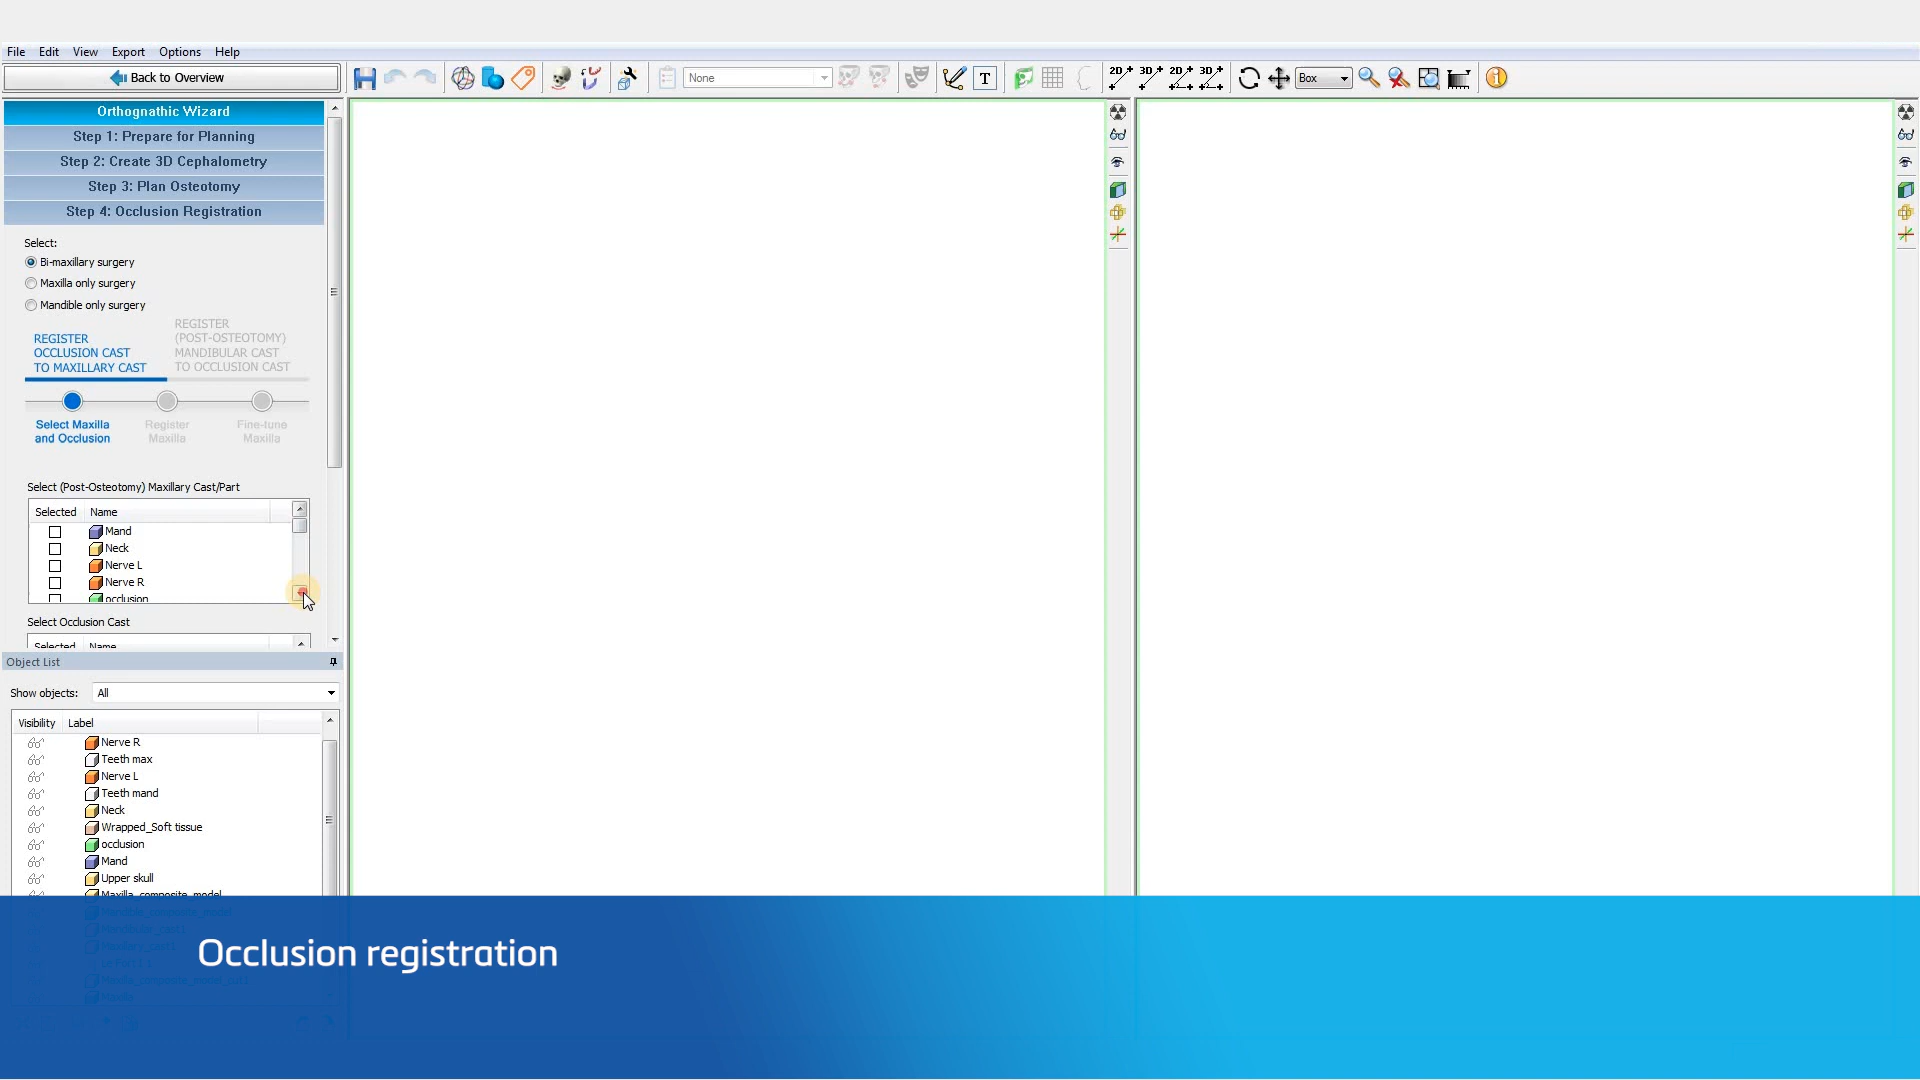 File Edit View Export Options Help
Back to Overview
None
T
2D 3D 2D 3D
Box
Orthognathic Wizard
Step 1: Prepare for Planning
Step 2: Create 3D Cephalometry
Step 3: Plan Osteotomy
Step 4: Occlusion Registration
Select:
Bi-maxillary surgery
Maxilla only surgery
Mandible only surgery
REGISTER
OCCLUSION CAST
TO MAXILLARY CAST
REGISTER
(POST-OSTEOTOMY)
MANDIBULAR CAST
TO OCCLUSION CAST
Select Maxilla
and Occlusion
Register
Maxilla
Fine-tune
Maxilla
Select (Post-Osteotomy) Maxillary Cast/Part
Selected Name
Mand
Neck
Nerve L
Nerve R
occlusion
Select Occlusion Cast
Selected Name
Object List
Show objects: All
Visibility Label
Nerve R
Teeth max
Nerve L
Teeth mand
Neck
Wrapped_Soft tissue
occlusion
Mand
Upper skull
Maxilla_composite_model
Mandible_composite_model
Occlusion registration